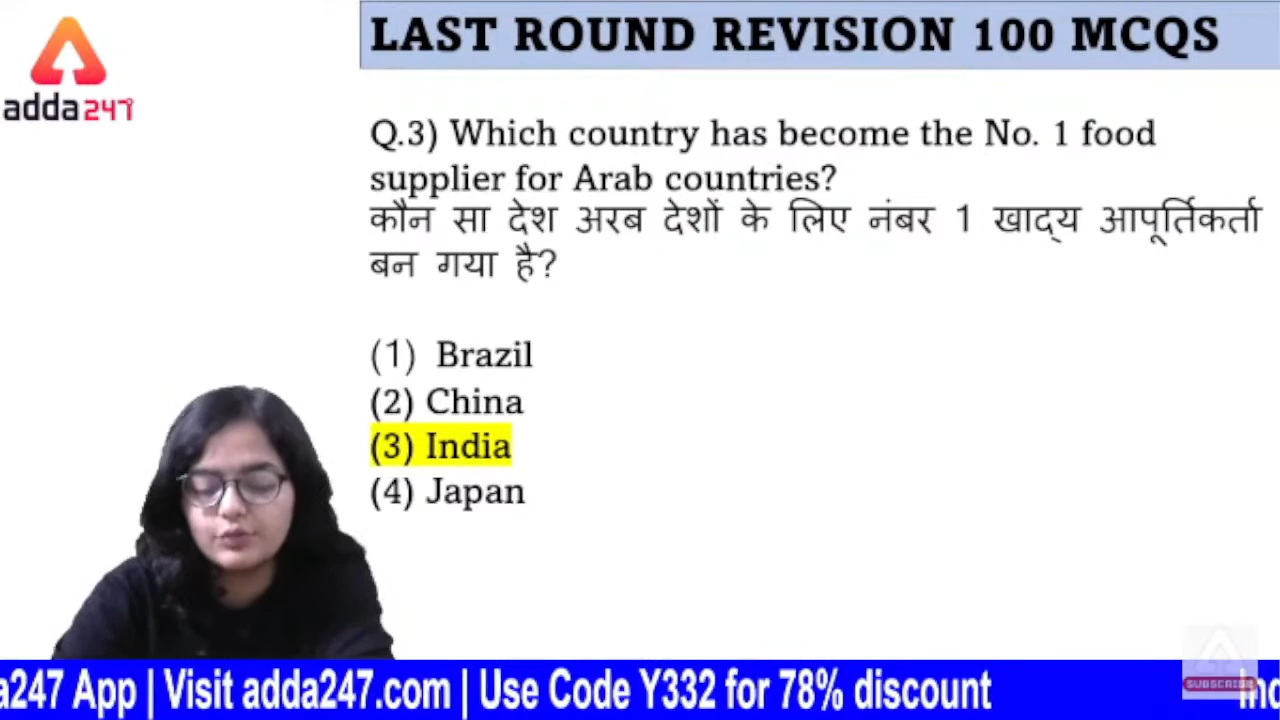 LAST ROUND REVISION 100 MCQS
adda247
Q.3) Which country has become the No. 1 food
supplier for Arab countries?
कौन सा देश अरब देशों के लिए नंबर 1 खाद्य आपूर्तिकर्ता
बन गया है?
(1) Brazil
(2) China
(3) India
(4) Japan
SUBSCRIBE
a247 App | Visit adda247.com | Use Code Y332 for 78% discount